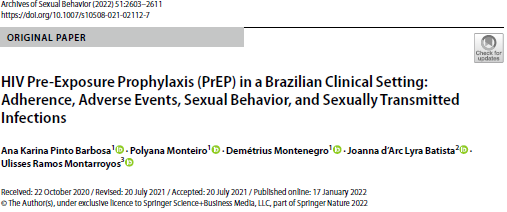 Archives of Sexual Behavior (2022) 51:2603–2611
https://doi.org/10.1007/s10508-021-02112-7
ORIGINAL PAPER
Check for
updates
HIV Pre-Exposure Prophylaxis (PrEP) in a Brazilian Clinical Setting:
Adherence, Adverse Events, Sexual Behavior, and Sexually Transmitted
Infections
Ana Karina Pinto Barbosa1 · Polyana Monteiro1 · Demétrius Montenegro1 · Joanna d'Arc Lyra Batista2 ·
Ulisses Ramos Montarroyos3
Received: 22 October 2020 / Revised: 20 July 2021 / Accepted: 20 July 2021 / Published online: 17 January 2022
© The Author(s), under exclusive licence to Springer Science+Business Media, LLC, part of Springer Nature 2022